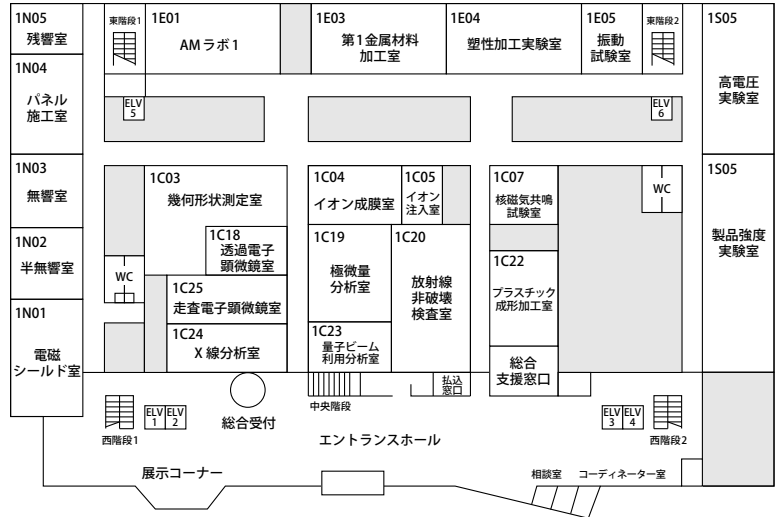 1N05
残響室
1N04
パネル
施工室
1N03
無響室
1N02
半無響室
1N01
電磁
シールド室
東階段1
1E01
AMラボ1
1E03
第1金属材料
加工室
1E04
塑性加工実験室
1E05
振動
試験室
東階段2
1S05
高電圧
実験室
ELV
5
ELV
6
1C03
幾何形状測定室
1C18
透過電子
顕微鏡室
1C25
走査電子顕微鏡室
1C24
X線分析室
WC
1C04
イオン成膜室
1C05
イオン
注入室
1C19
極微量
分析室
1C20
放射線
非破壊
検査室
1C23
量子ビーム
利用分析室
1C07
核磁気共鳴
試験室
1C22
プラスチック
成形加工室
総合
支援窓口
WC
1S05
製品強度
実験室
西階段1
ELV
1
ELV
2
総合受付
中央階段
払込
窓口
エントランスホール
ELV
3
ELV
4
西階段2
展示コーナー
相談室
コーディネーター室